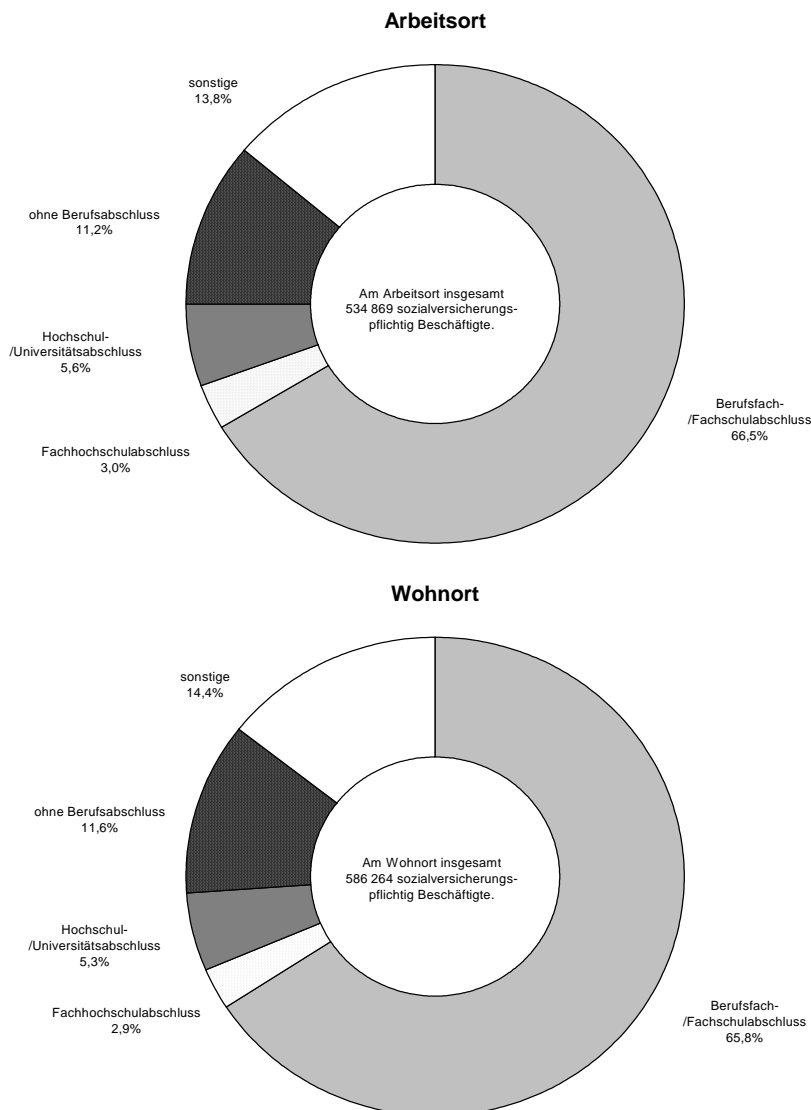 Arbeitsort
sonstige
13,8%
ohne Berufsabschluss
11,2%
Am Arbeitsort insgesamt
534 869 sozialversicherungs-
pflichtig Beschäftigte.
Hochschul-
/Universitätsabschluss
5,6%
Berufsfach-
/Fachschulabschluss
66,5%
Fachhochschulabschluss
3,0%
Wohnort
sonstige
14,4%
ohne Berufsabschluss
11,6%
Am Wohnort insgesamt
586 264 sozialversicherungs-
pflichtig Beschäftigte.
Hochschul-
/Universitätsabschluss
5,3%
Fachhochschulabschluss
2,9%
Berufsfach-
/Fachschulabschluss
65,8%